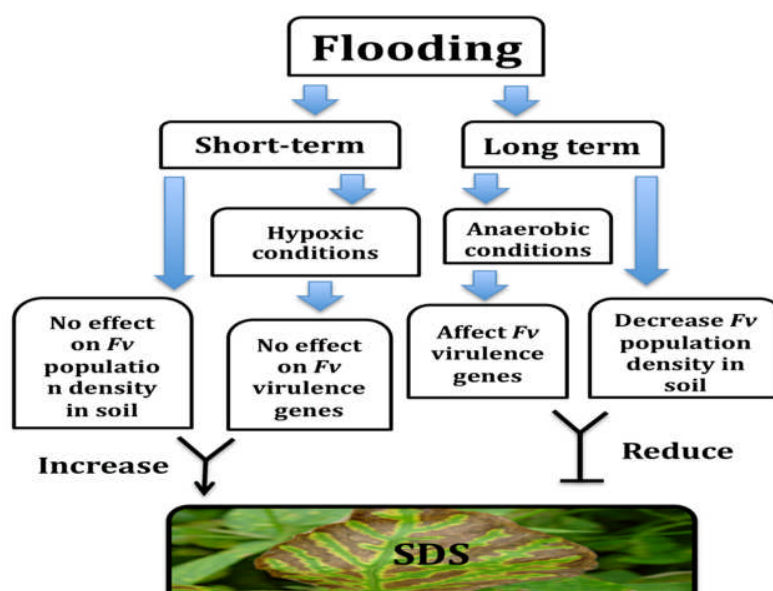 Flooding
Short-term
Long term
Hypoxic
conditions
Anaerobic
conditions
No effect
on Fv
populatio
n density
in soil
No effect
on Fv
virulence
genes
Affect Fv
virulence
genes
Decrease Fv
population
density in
soil
Increase
Reduce
SDS